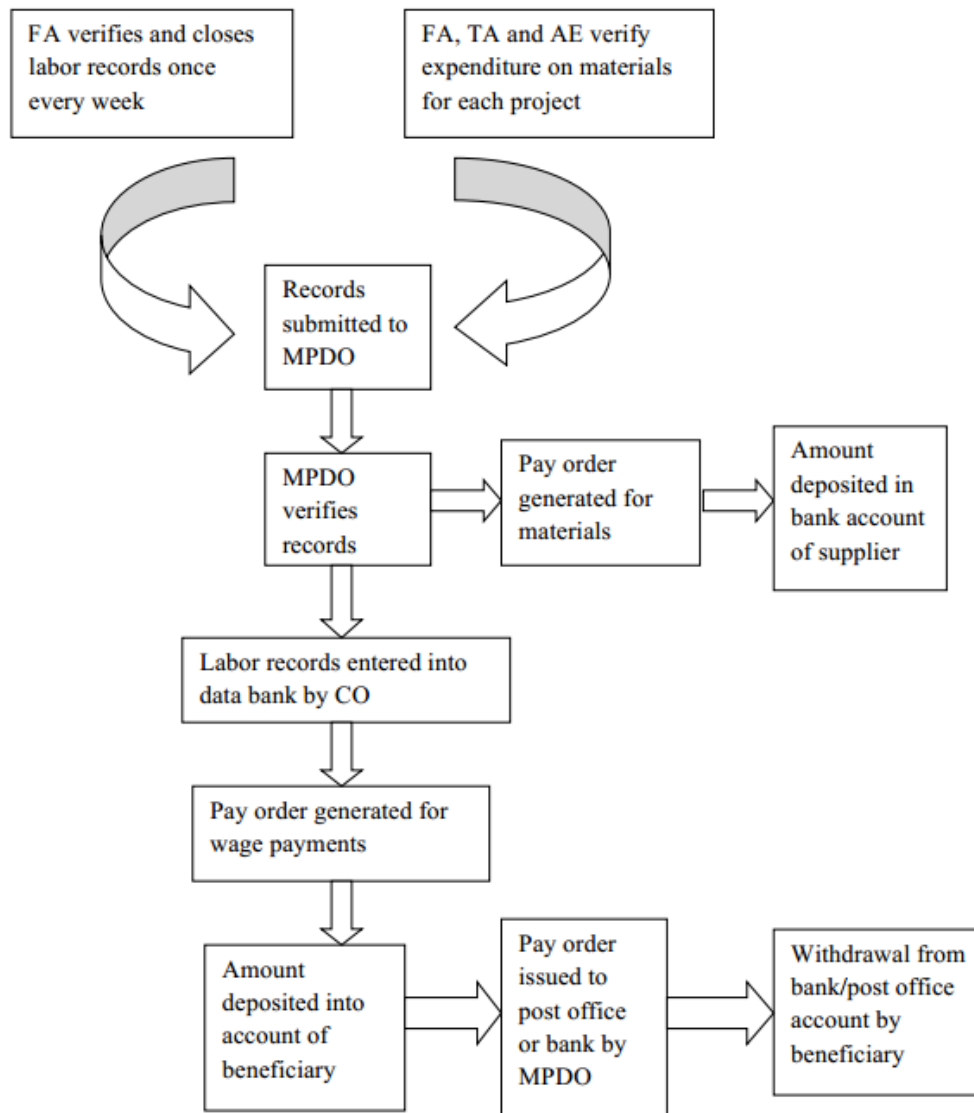 FA verifies and closes
labor records once
every week
FA, TA and AE verify
expenditure on materials
for each project
Records
submitted to
MPDO
MPDO
verifies
records
Pay order
generated for
materials
Amount
deposited in
bank account
of supplier
Labor records entered into
data bank by CO
Pay order generated for
wage payments
Amount
deposited into
account of
beneficiary
Pay order
issued to
post office
or bank by
MPDO
Withdrawal from
bank/post office
account by
beneficiary